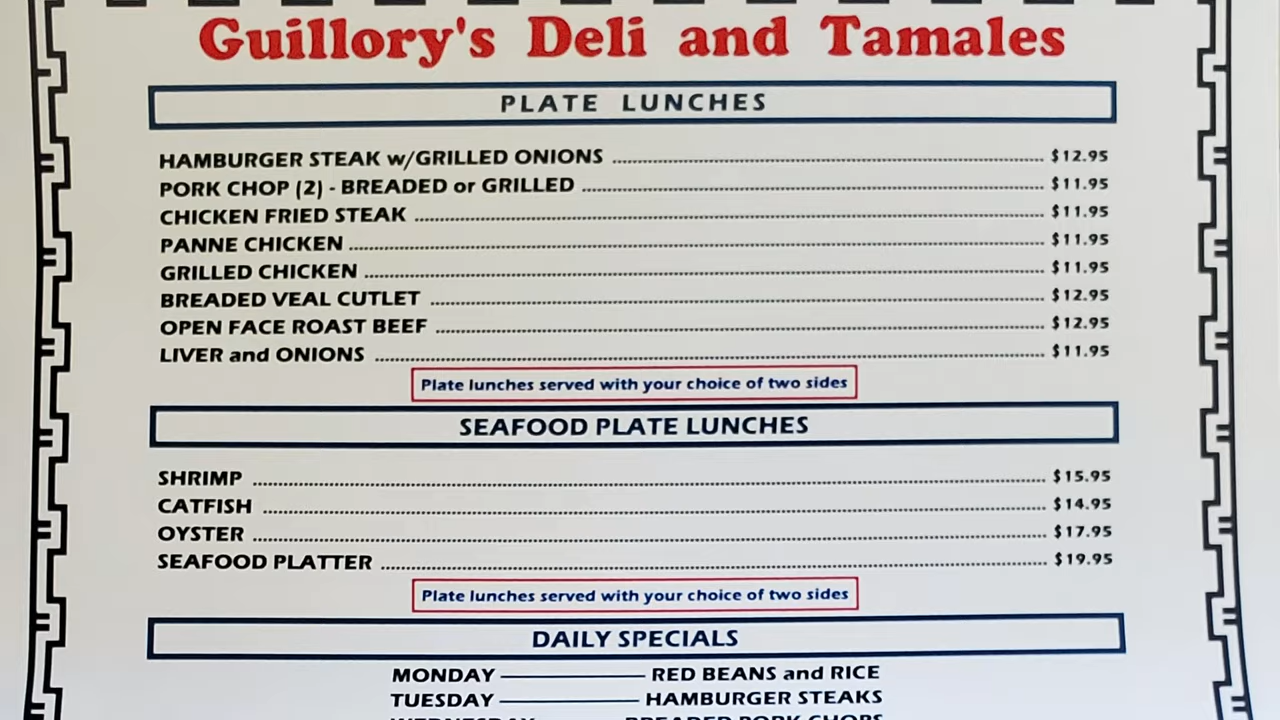 Guillory's Deli and Tamales
PLATE LUNCHES
HAMBURGER STEAK w/GRILLED ONIONS ........ $12.95
PORK CHOP (2) - BREADED or GRILLED ........ $11.95
CHICKEN FRIED STEAK ........ $11.95
PANNE CHICKEN ........ $11.95
GRILLED CHICKEN ........ $11.95
BREADED VEAL CUTLET ........ $12.95
OPEN FACE ROAST BEEF ........ $12.95
LIVER and ONIONS ........ $11.95
Plate lunches served with your choice of two sides
SEAFOOD PLATE LUNCHES
SHRIMP ........ $15.95
CATFISH ........ $14.95
OYSTER ........ $17.95
SEAFOOD PLATTER ........ $19.95
Plate lunches served with your choice of two sides
DAILY SPECIALS
MONDAY ——— RED BEANS and RICE
TUESDAY ——— HAMBURGER STEAKS
WEDNESDAY ——— BREADED PORK CHOPS